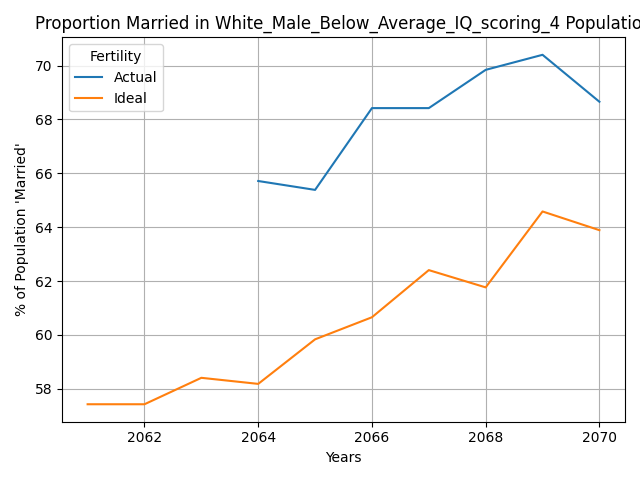 Proportion Married in White_Male_Below_Average_IQ_scoring_4 Populatio
Fertility
Actual
Ideal
% of Population 'Married'
70
68
66
64
62
60
58
2062 2064 2066 2068 2070
Years